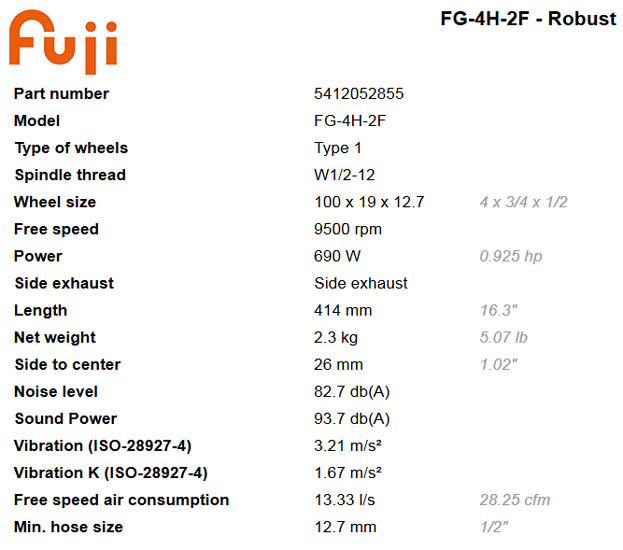 Fuji
FG-4H-2F - Robust
Part number 5412052855
Model FG-4H-2F
Type of wheels Type 1
Spindle thread W1/2-12
Wheel size 100 x 19 x 12.7 4 x 3/4 x 1/2
Free speed 9500 rpm
Power 690 W 0.925 hp
Side exhaust Side exhaust
Length 414 mm 16.3"
Net weight 2.3 kg 5.07 lb
Side to center 26 mm 1.02"
Noise level 82.7 db(A)
Sound Power 93.7 db(A)
Vibration (ISO-28927-4) 3.21 m/s²
Vibration K (ISO-28927-4) 1.67 m/s²
Free speed air consumption 13.33 l/s 28.25 cfm
Min. hose size 12.7 mm 1/2"